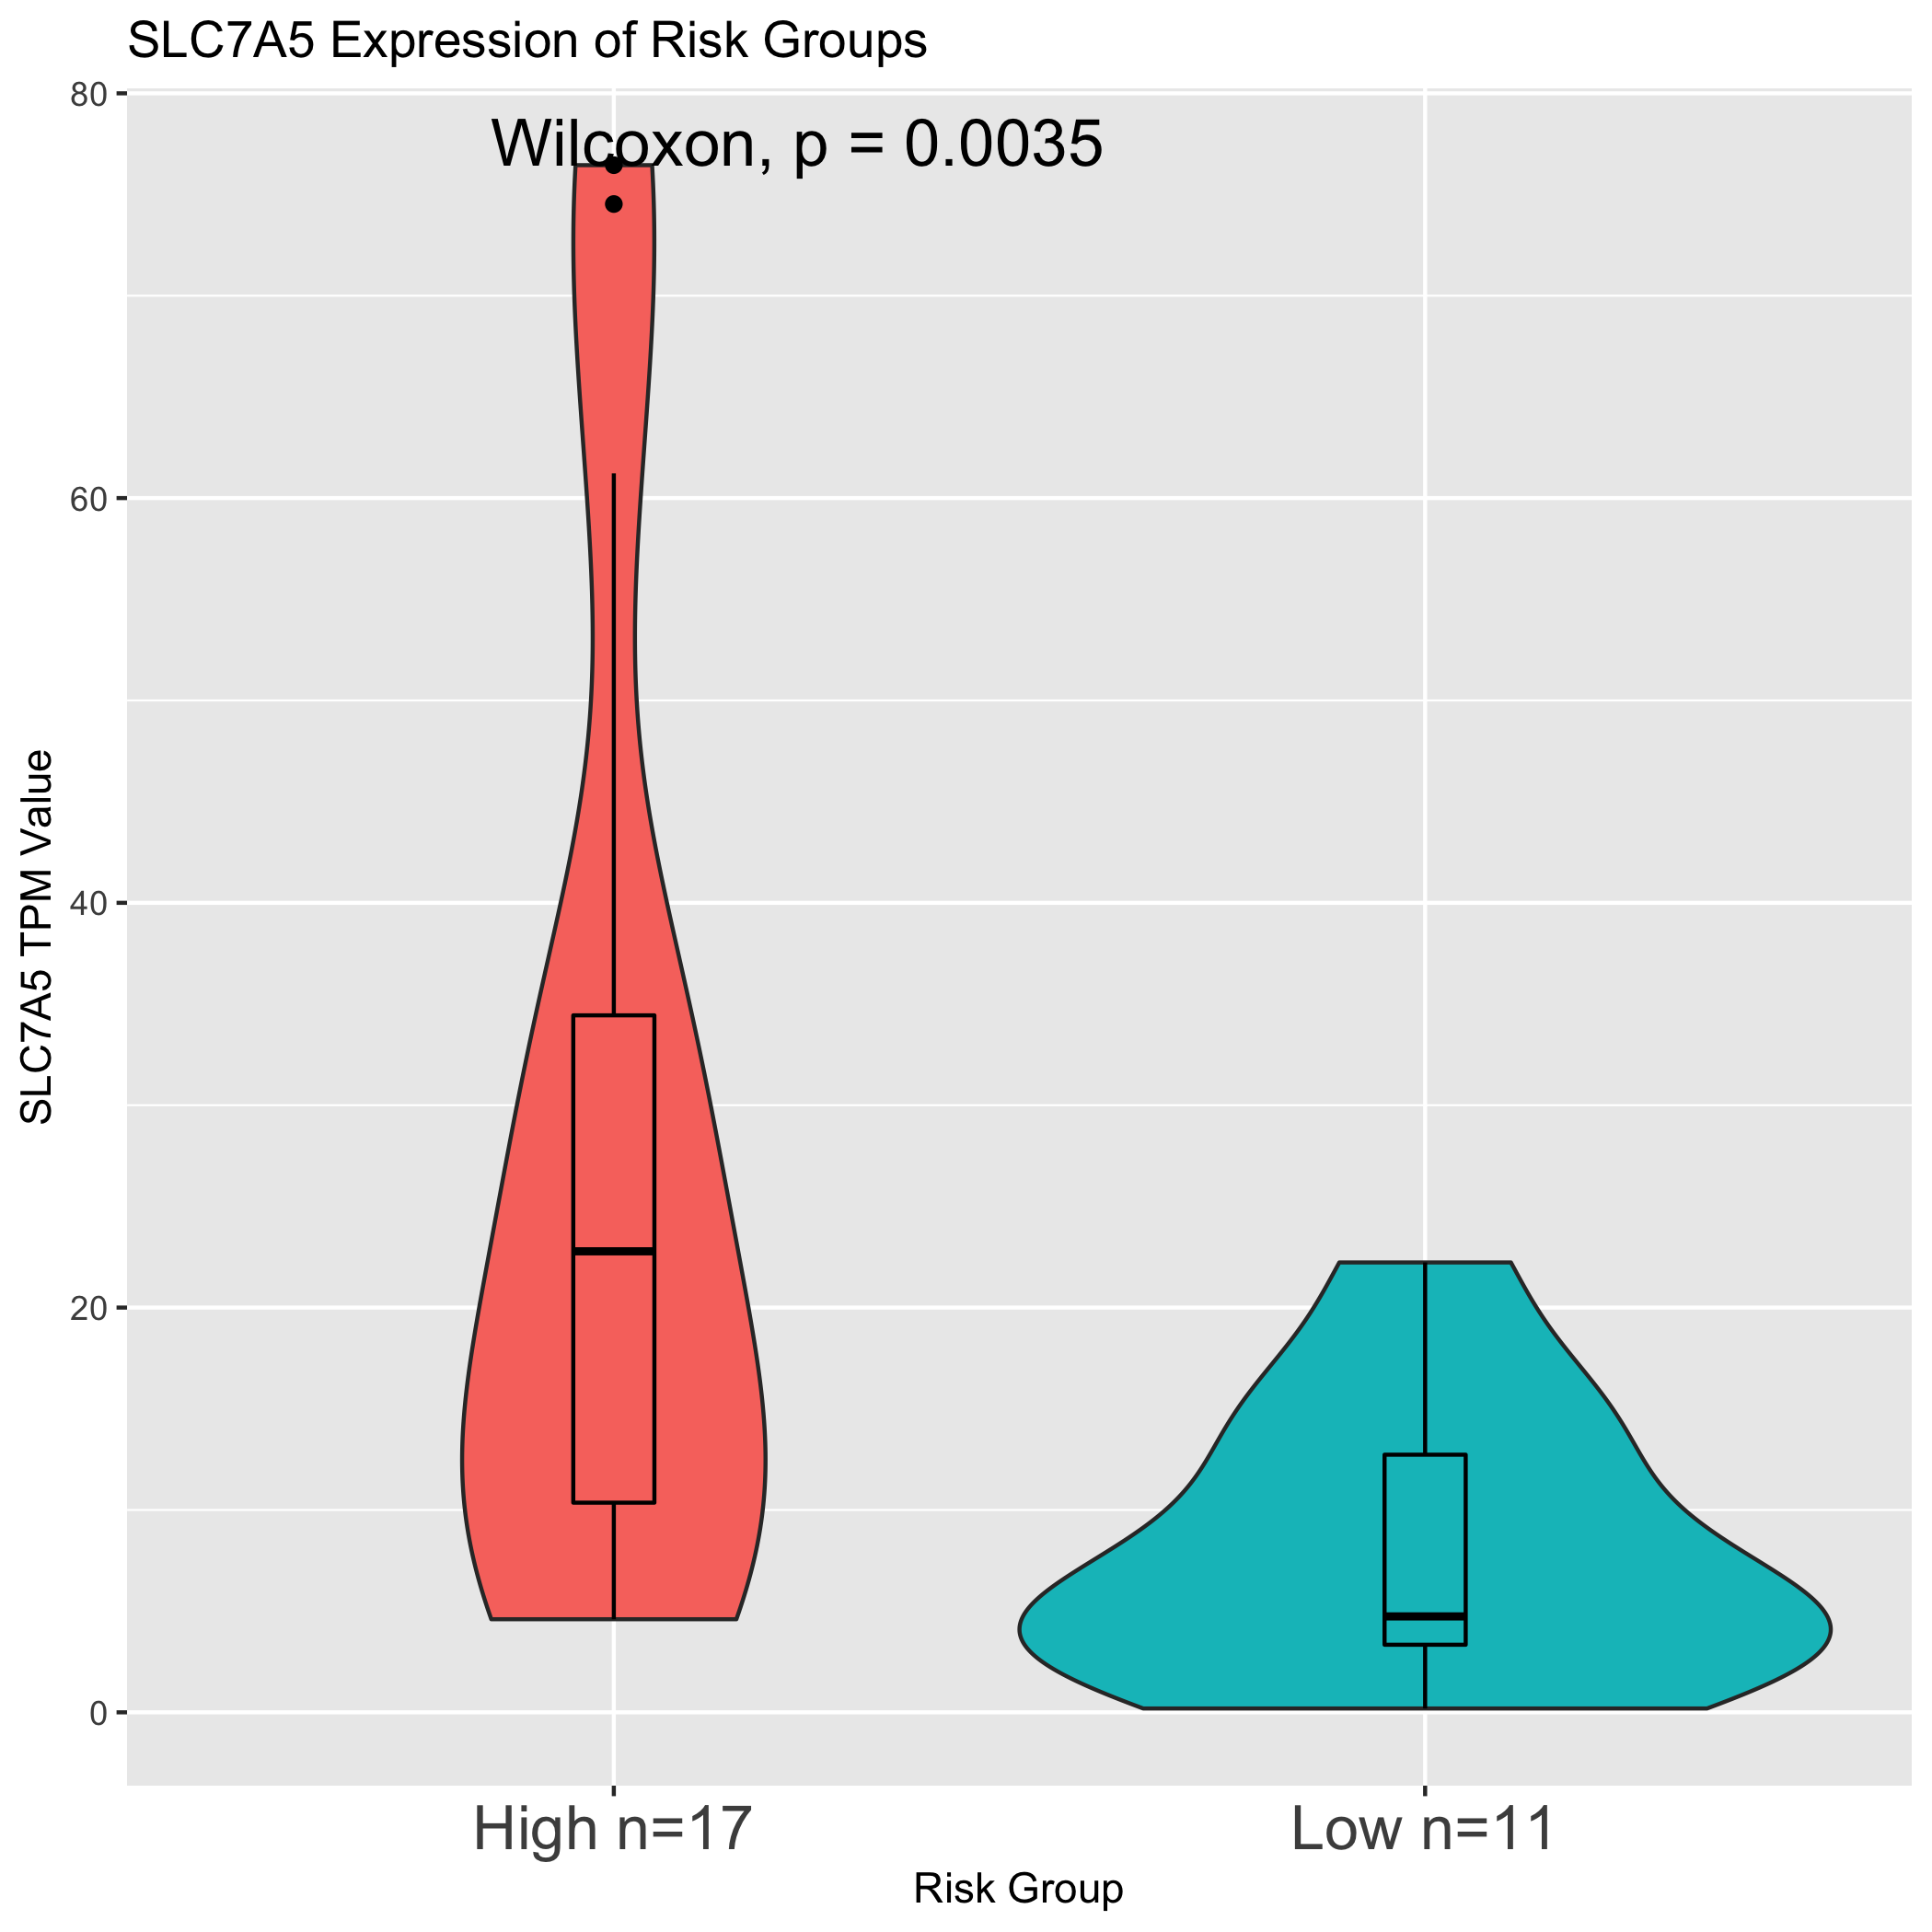 SLC7A5 Expression of Risk Groups
Wilcoxon, p = 0.0035
80
60
40
20
0
SLC7A5 TPM Value
High n=17
Low n=11
Risk Group